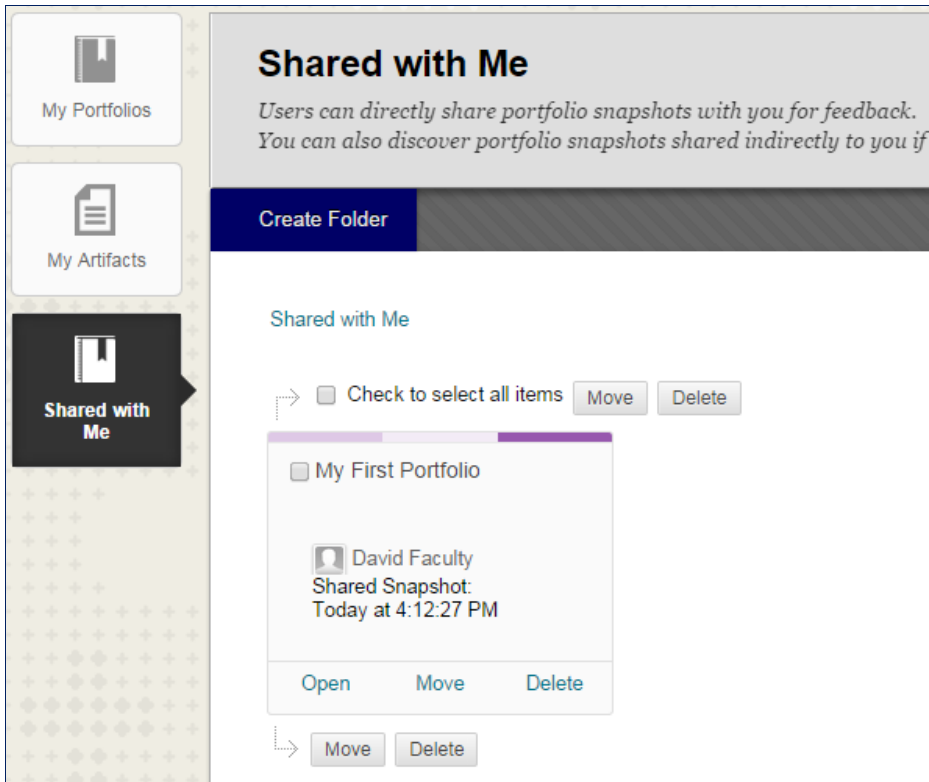 My Portfolios
My Artifacts
Shared with
Me
Shared with Me
Users can directly share portfolio snapshots with you for feedback.
You can also discover portfolio snapshots shared indirectly to you if
Create Folder
Shared with Me
Check to select all items Move Delete
My First Portfolio
David Faculty
Shared Snapshot:
Today at 4:12:27 PM
Open Move Delete
Move Delete